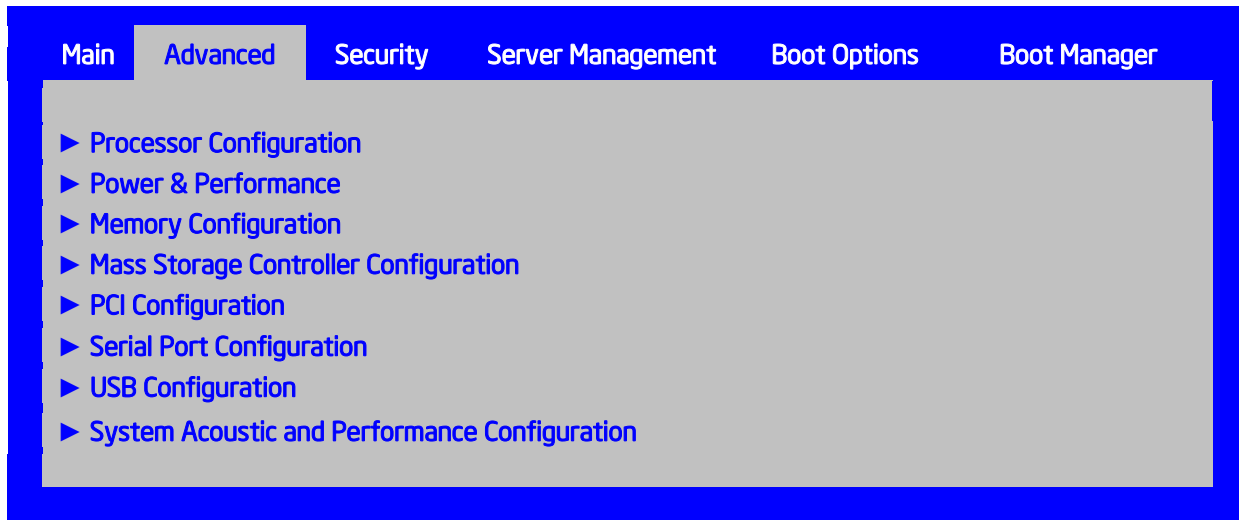 Main Advanced Security Server Management Boot Options Boot Manager
► Processor Configuration
► Power & Performance
► Memory Configuration
► Mass Storage Controller Configuration
► PCI Configuration
► Serial Port Configuration
► USB Configuration
► System Acoustic and Performance Configuration